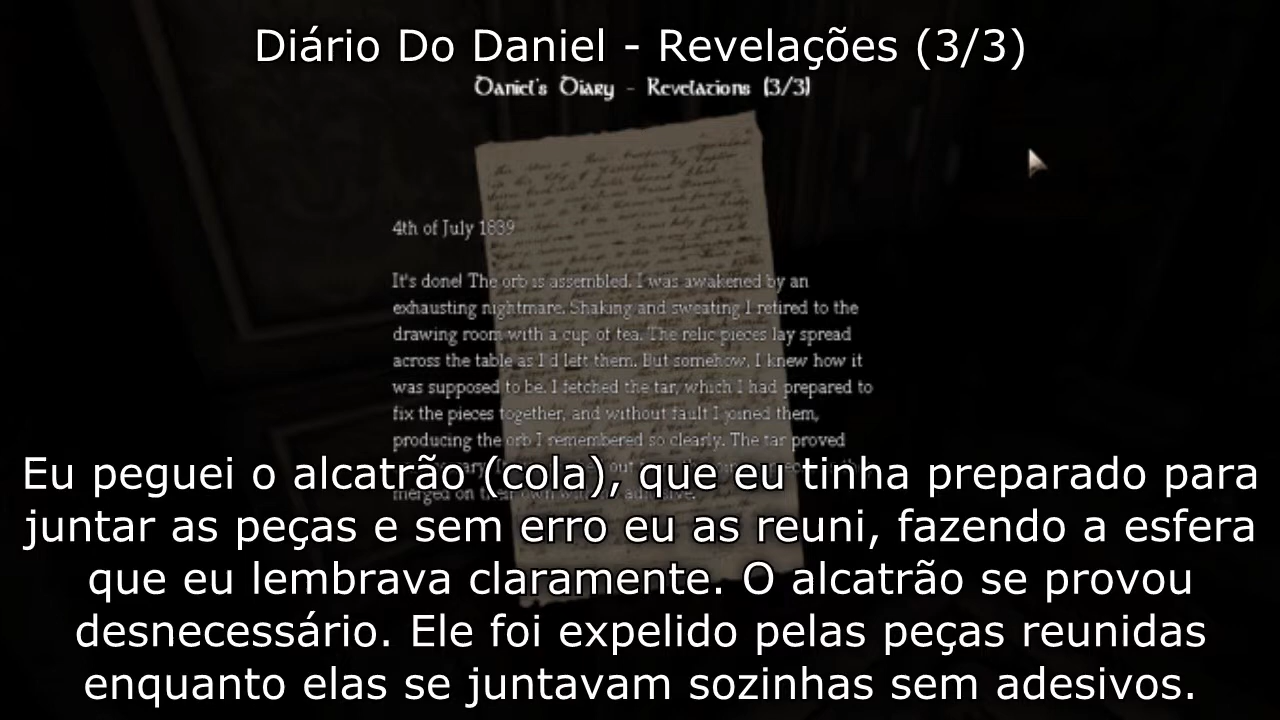 Diário Do Daniel - Revelações (3/3)
Daniel's Diary - Revelations (3/3)
4th of July 1839
It's done! The orb is assembled. I was awakened by an
exhausting nightmare. Shaking and sweating I retired to the
drawing room with a cup of tea. The relic pieces lay spread
across the table as I'd left them. But somehow, I knew how it
was supposed to be. I fetched the tar, which I had prepared to
fix the pieces together, and without fault I joined them,
producing the orb I remembered so clearly. The tar proved
merged on their own without adhesive.
Eu peguei o alcatrão (cola), que eu tinha preparado para
juntar as peças e sem erro eu as reuni, fazendo a esfera
que eu lembrava claramente. O alcatrão se provou
desnecessário. Ele foi expelido pelas peças reunidas
enquanto elas se juntavam sozinhas sem adesivos.